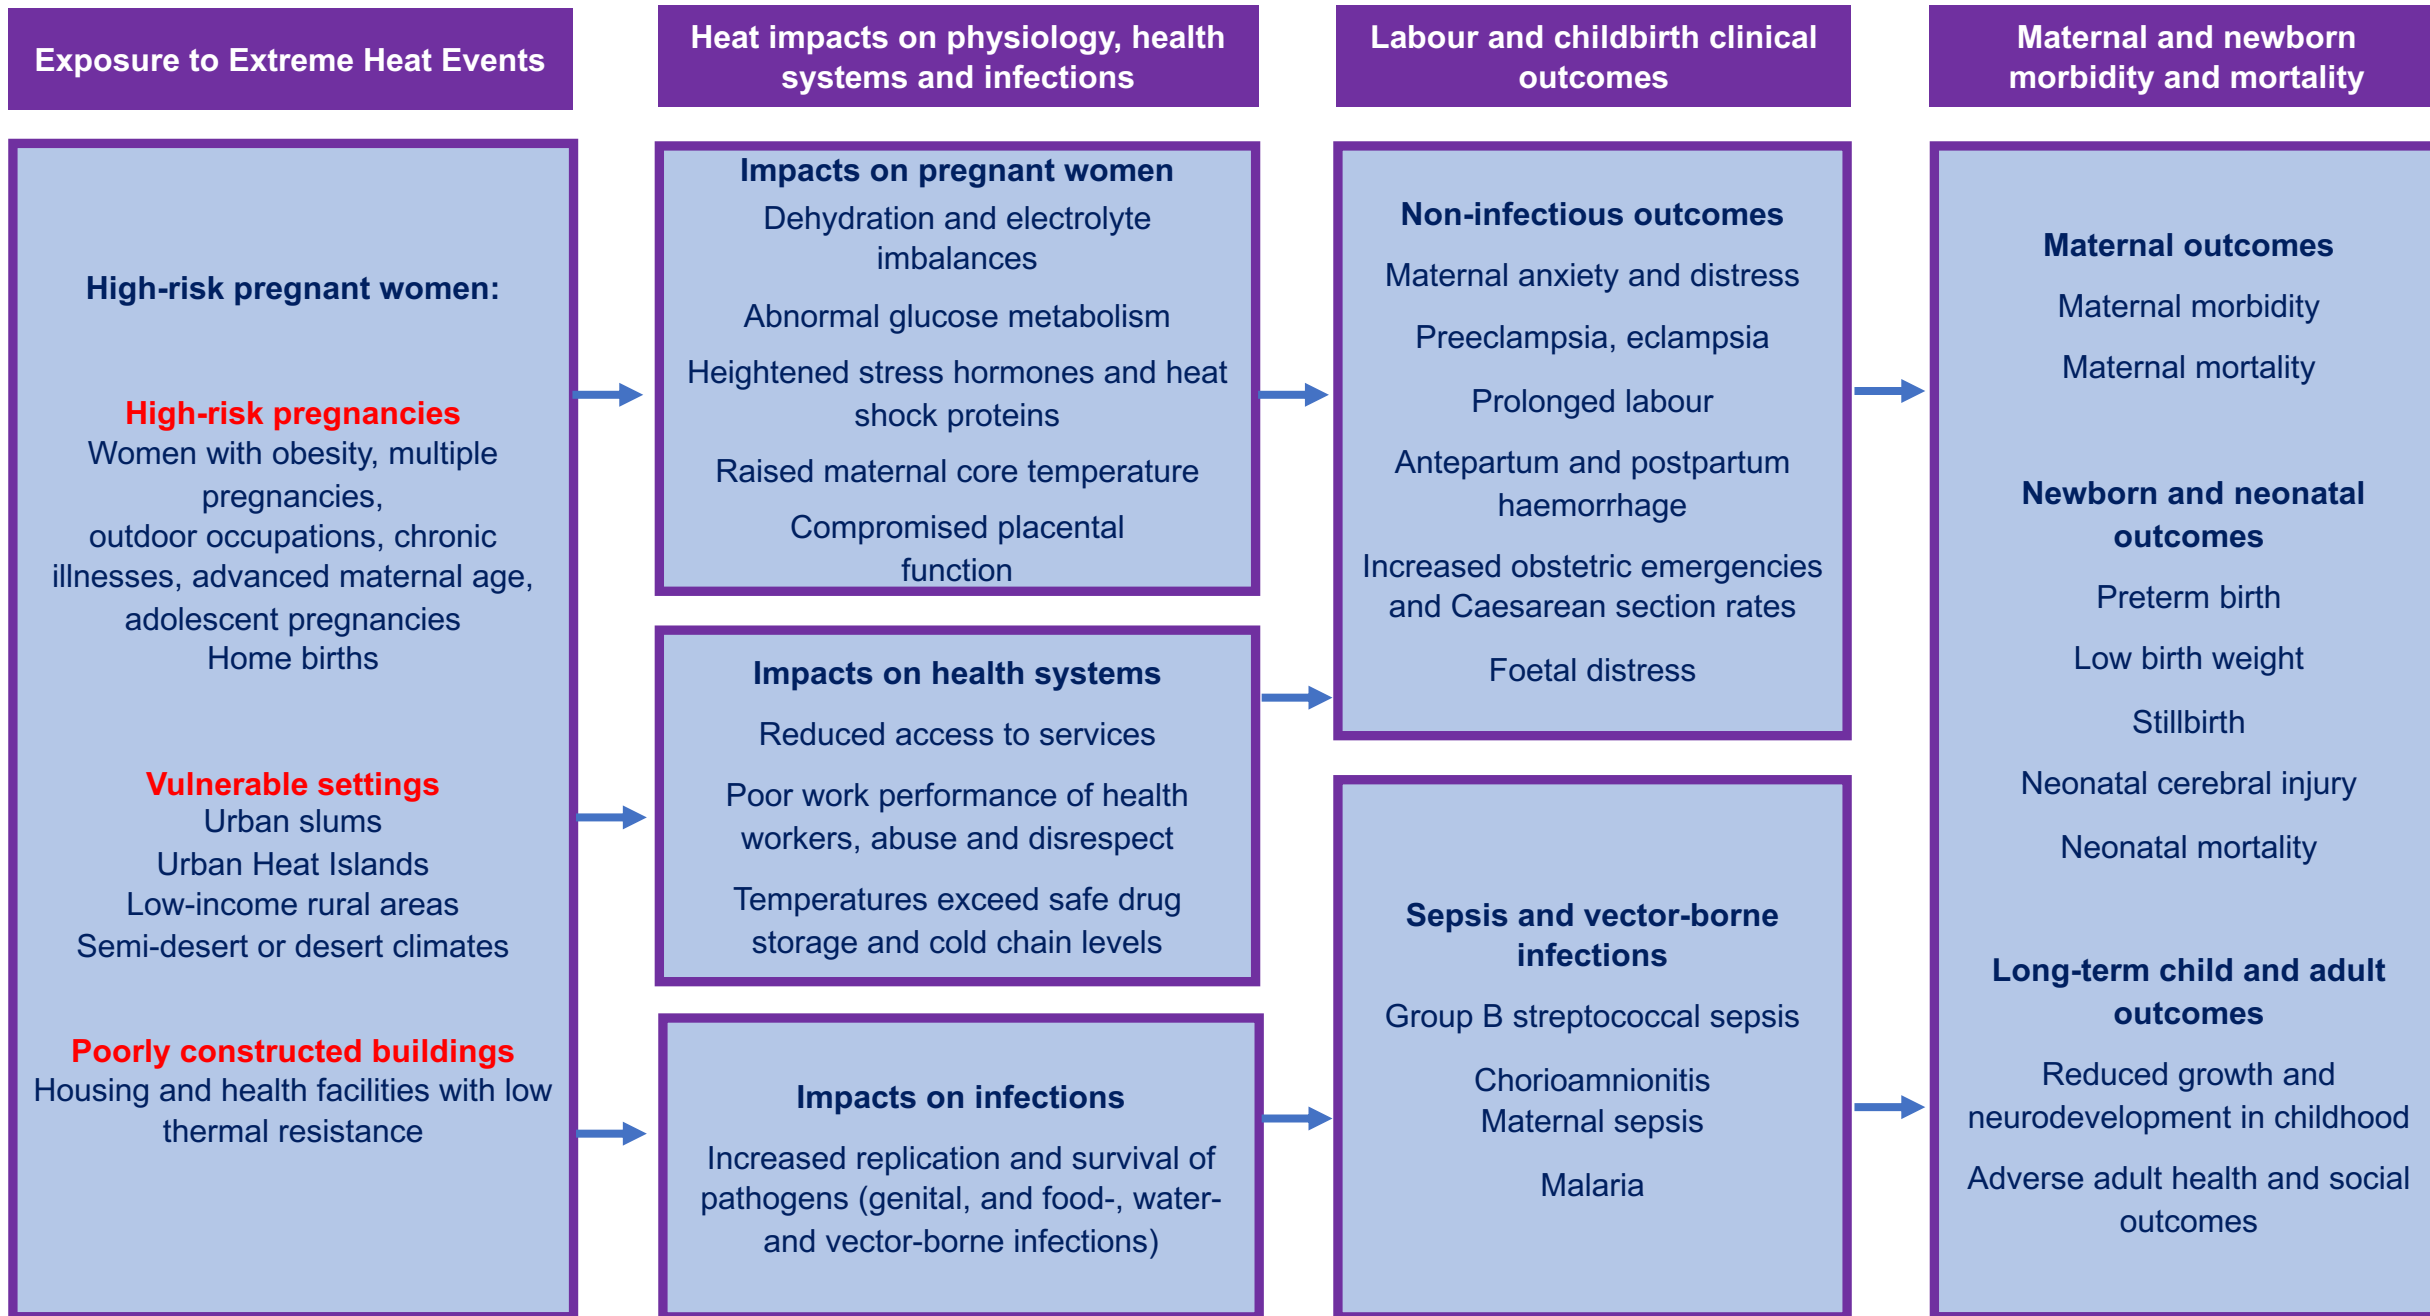 Exposure to Extreme Heat Events
Heat impacts on physiology, health
systems and infections
Labour and childbirth clinical
outcomes
Maternal and newborn
morbidity and mortality
High-risk pregnant women:
High-risk pregnancies
Women with obesity, multiple
pregnancies,
outdoor occupations, chronic
illnesses, advanced maternal age,
adolescent pregnancies
Home births
Vulnerable settings
Urban slums
Urban Heat Islands
Low-income rural areas
Semi-desert or desert climates
Poorly constructed buildings
Housing and health facilities with low
thermal resistance
Impacts on pregnant women
Dehydration and electrolyte
imbalances
Abnormal glucose metabolism
Heightened stress hormones and heat
shock proteins
Raised maternal core temperature
Compromised placental
function
Impacts on health systems
Reduced access to services
Poor work performance of health
workers, abuse and disrespect
Temperatures exceed safe drug
storage and cold chain levels
Impacts on infections
Increased replication and survival of
pathogens (genital, and food-, water-
and vector-borne infections)
Non-infectious outcomes
Maternal anxiety and distress
Preeclampsia, eclampsia
Prolonged labour
Antepartum and postpartum
haemorrhage
Increased obstetric emergencies
and Caesarean section rates
Foetal distress
Sepsis and vector-borne
infections
Group B streptococcal sepsis
Chorioamnionitis
Maternal sepsis
Malaria
Maternal outcomes
Maternal morbidity
Maternal mortality
Newborn and neonatal
outcomes
Preterm birth
Low birth weight
Stillbirth
Neonatal cerebral injury
Neonatal mortality
Long-term child and adult
outcomes
Reduced growth and
neurodevelopment in childhood
Adverse adult health and social
outcomes